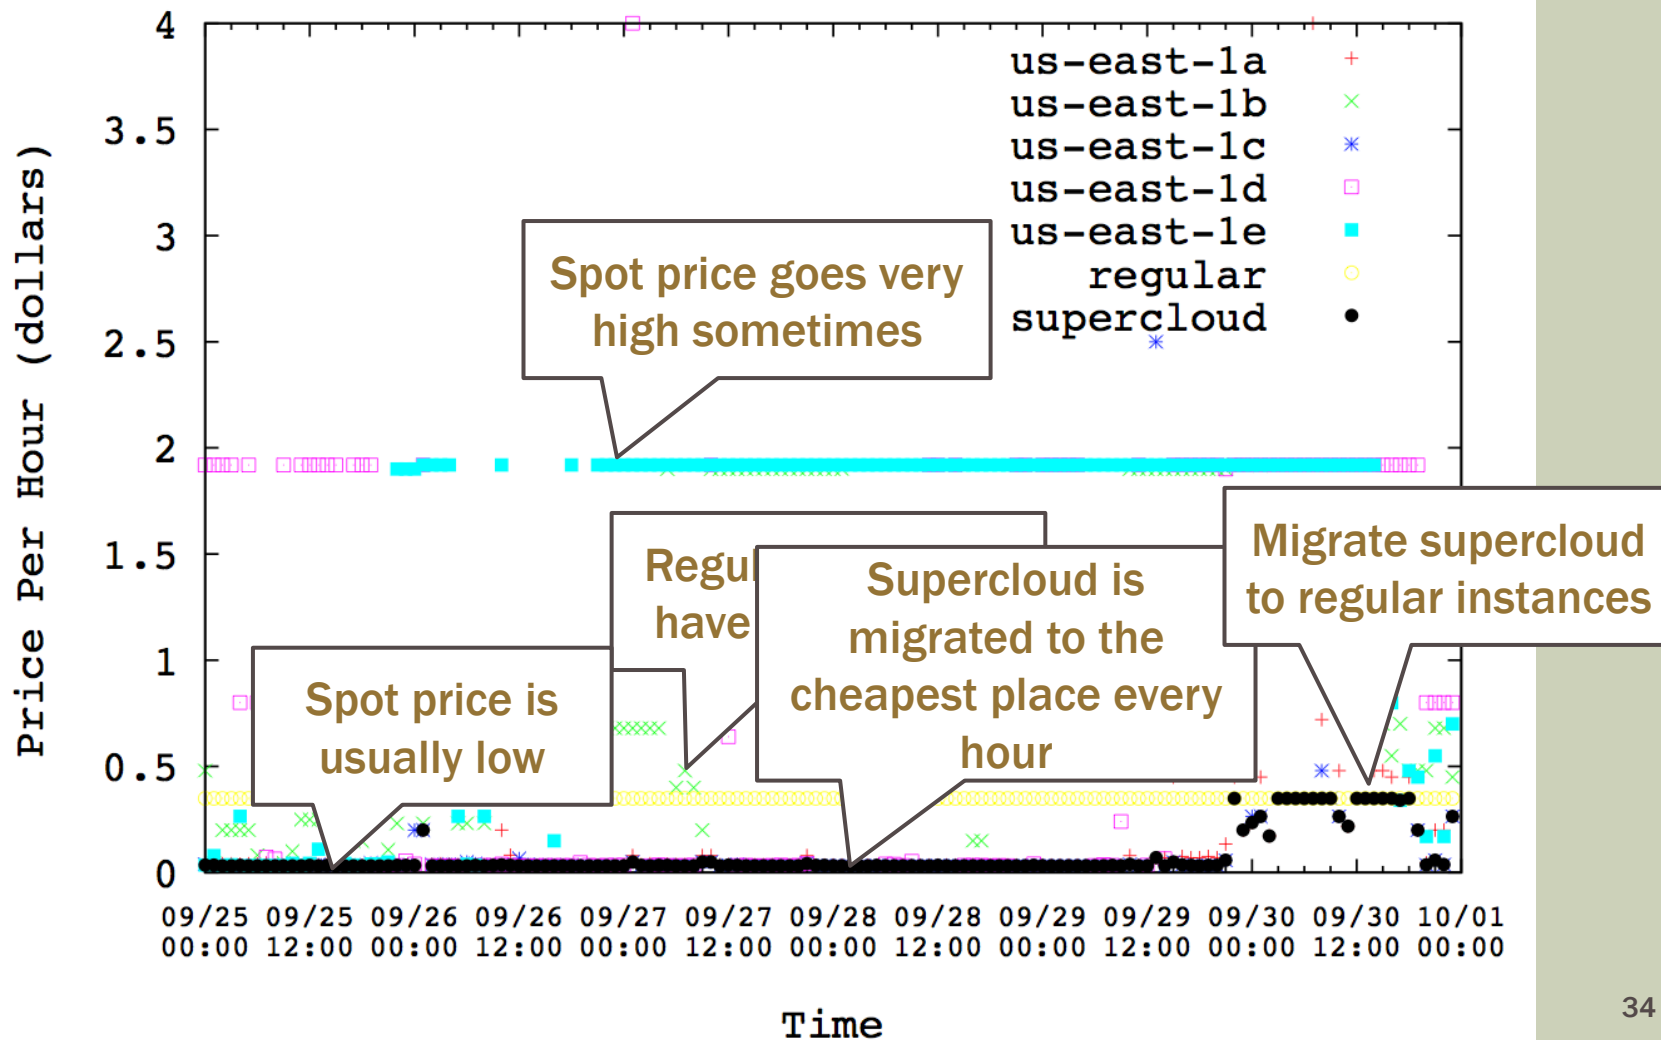 4
3.5
3
2.5
2
1.5
1
0.5
0
Price Per Hour (dollars)
us-east-1a
us-east-1b
us-east-1c
us-east-1d
us-east-1e
regular
supercloud
Spot price goes very
high sometimes
Regul
have
Supercloud is
migrated to the
cheapest place every
hour
Migrate supercloud
to regular instances
Spot price is
usually low
09/25 09/25 09/26 09/26 09/27 09/27 09/28 09/28 09/29 09/29 09/30 09/30 10/01
00:00 12:00 00:00 12:00 00:00 12:00 00:00 12:00 00:00 12:00 00:00 12:00 00:00
Time
34